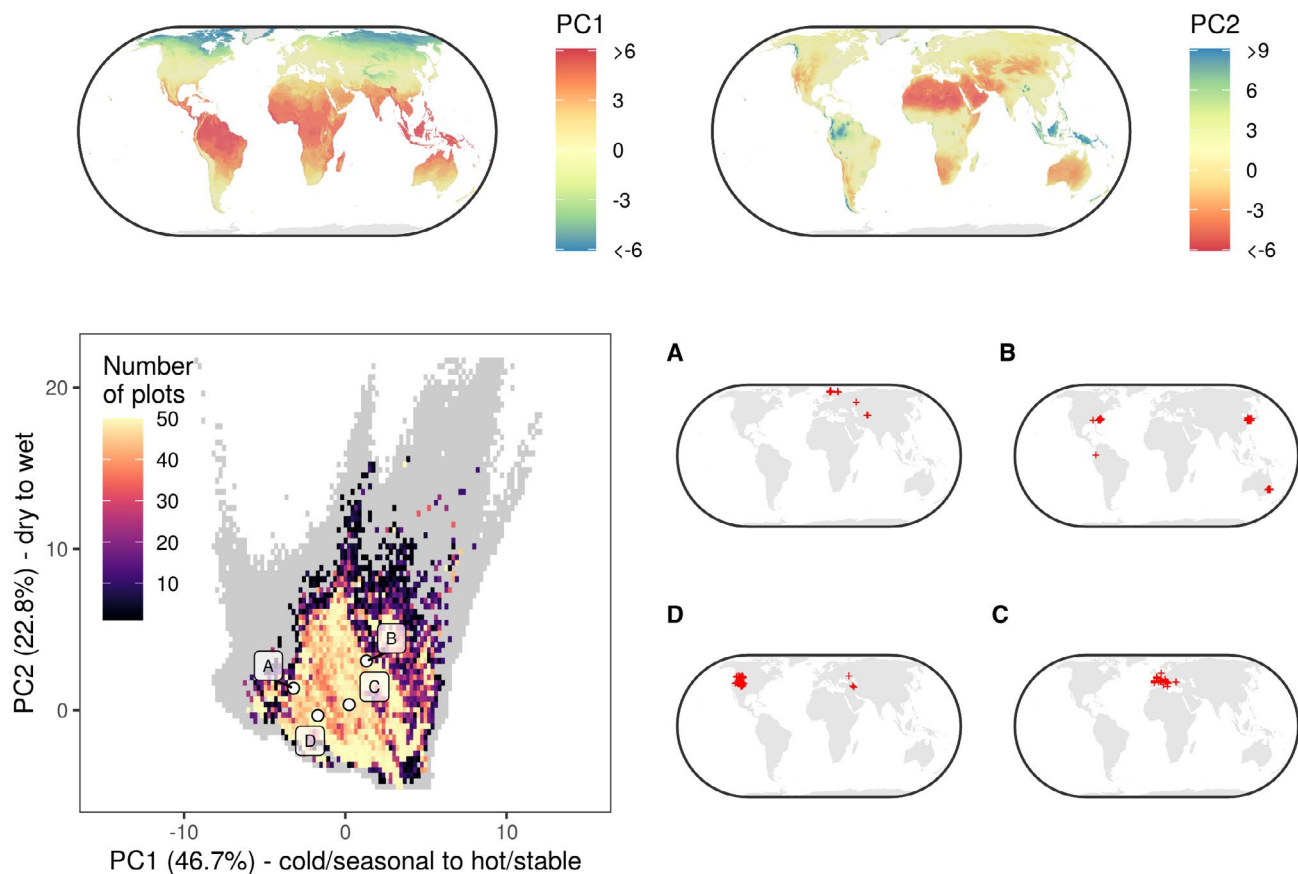 PC1
>6
3
0
-3
<-6
PC2
>9
6
3
0
-3
<-6
Number
of plots
50
40
30
20
10
20
10
0
-10
0
10
A
B
C
D
PC2 (22.8%) - dry to wet
PC1 (46.7%) - cold/seasonal to hot/stable
A
B
D
C